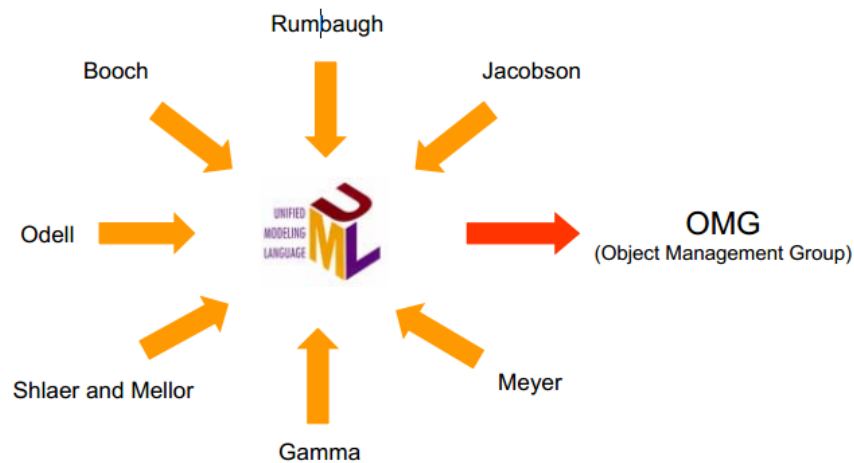 Rumbaugh
Booch
Jacobson
UNIFIED
MODELING
LANGUAGE
UML
Odell
OMG
(Object Management Group)
Shlaer and Mellor
Meyer
Gamma